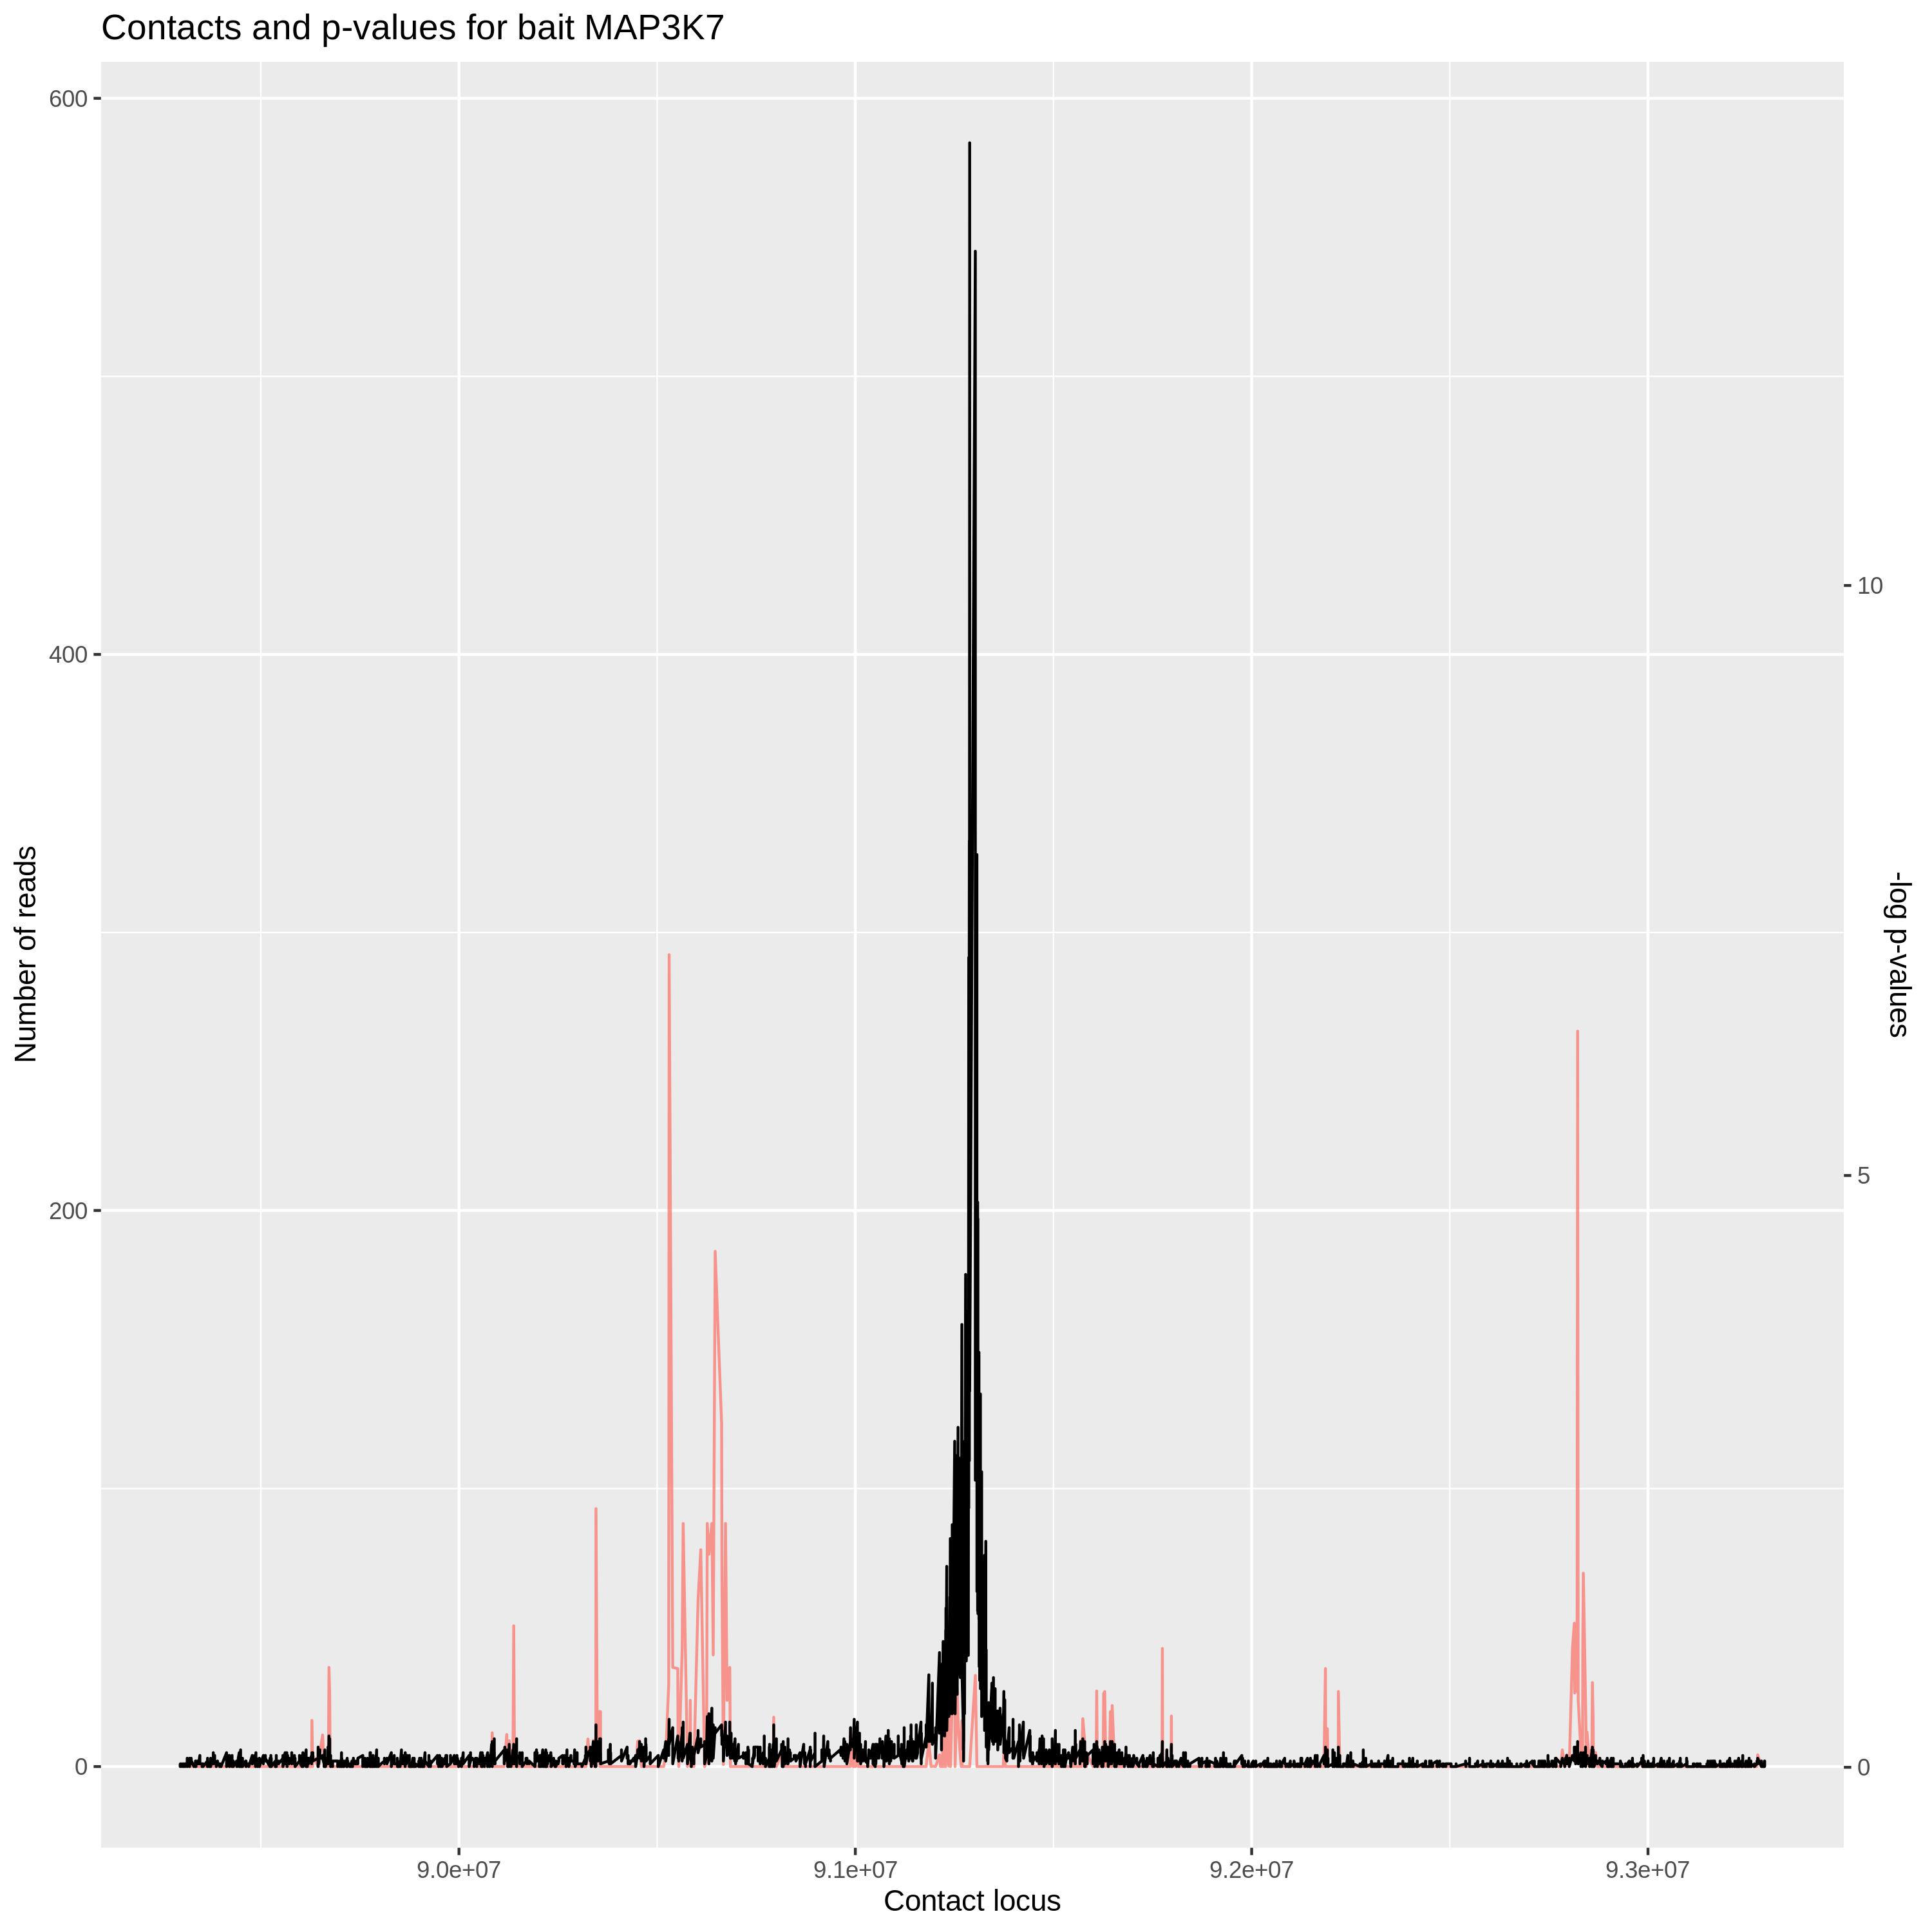 Contacts and p-values for bait MAP3K7
600
400
200
0
Number of reads
10
5
0
-log p-values
9.0e+07
9.1e+07
9.2e+07
9.3e+07
Contact locus